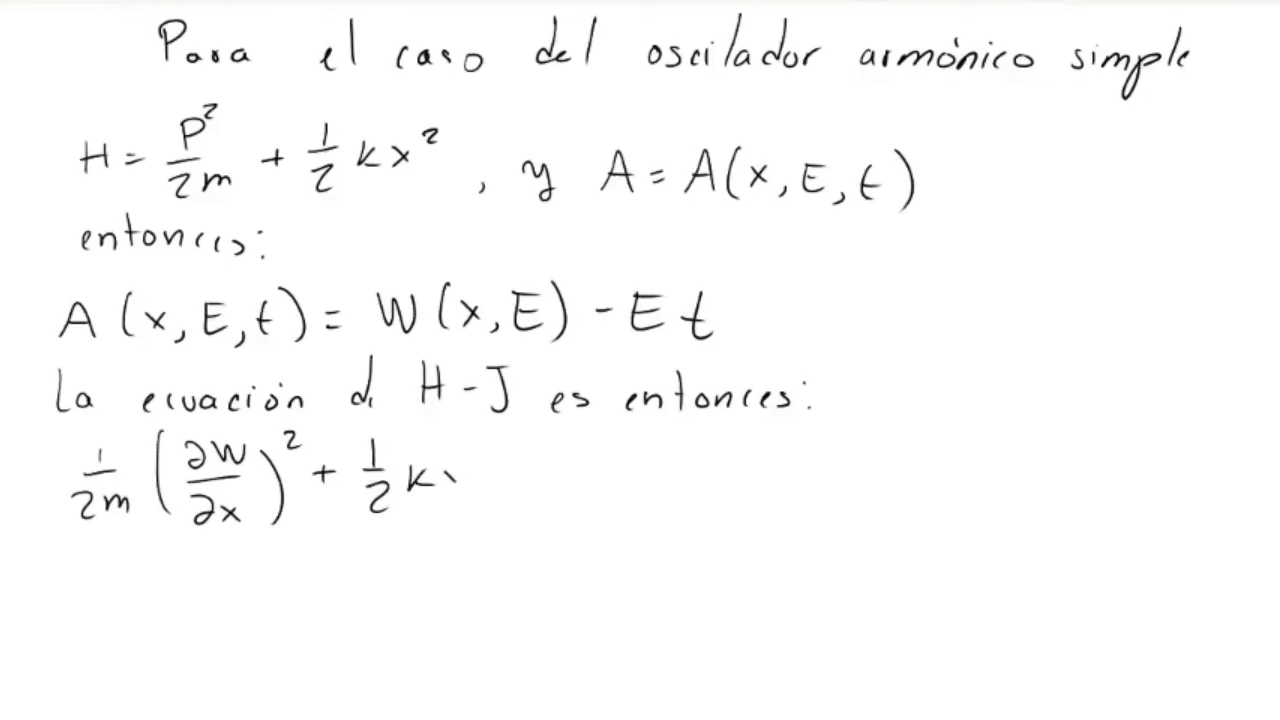 Para el caso del oscilador armónico simple
H = P²/2m + 1/2 kx² , y A = A(x, E, t)
entonces:
A (x, E, t) = W (x, E) - E t
La ecuación de H-J es entonces:
1/2m (∂W/∂x)² + 1/2 k